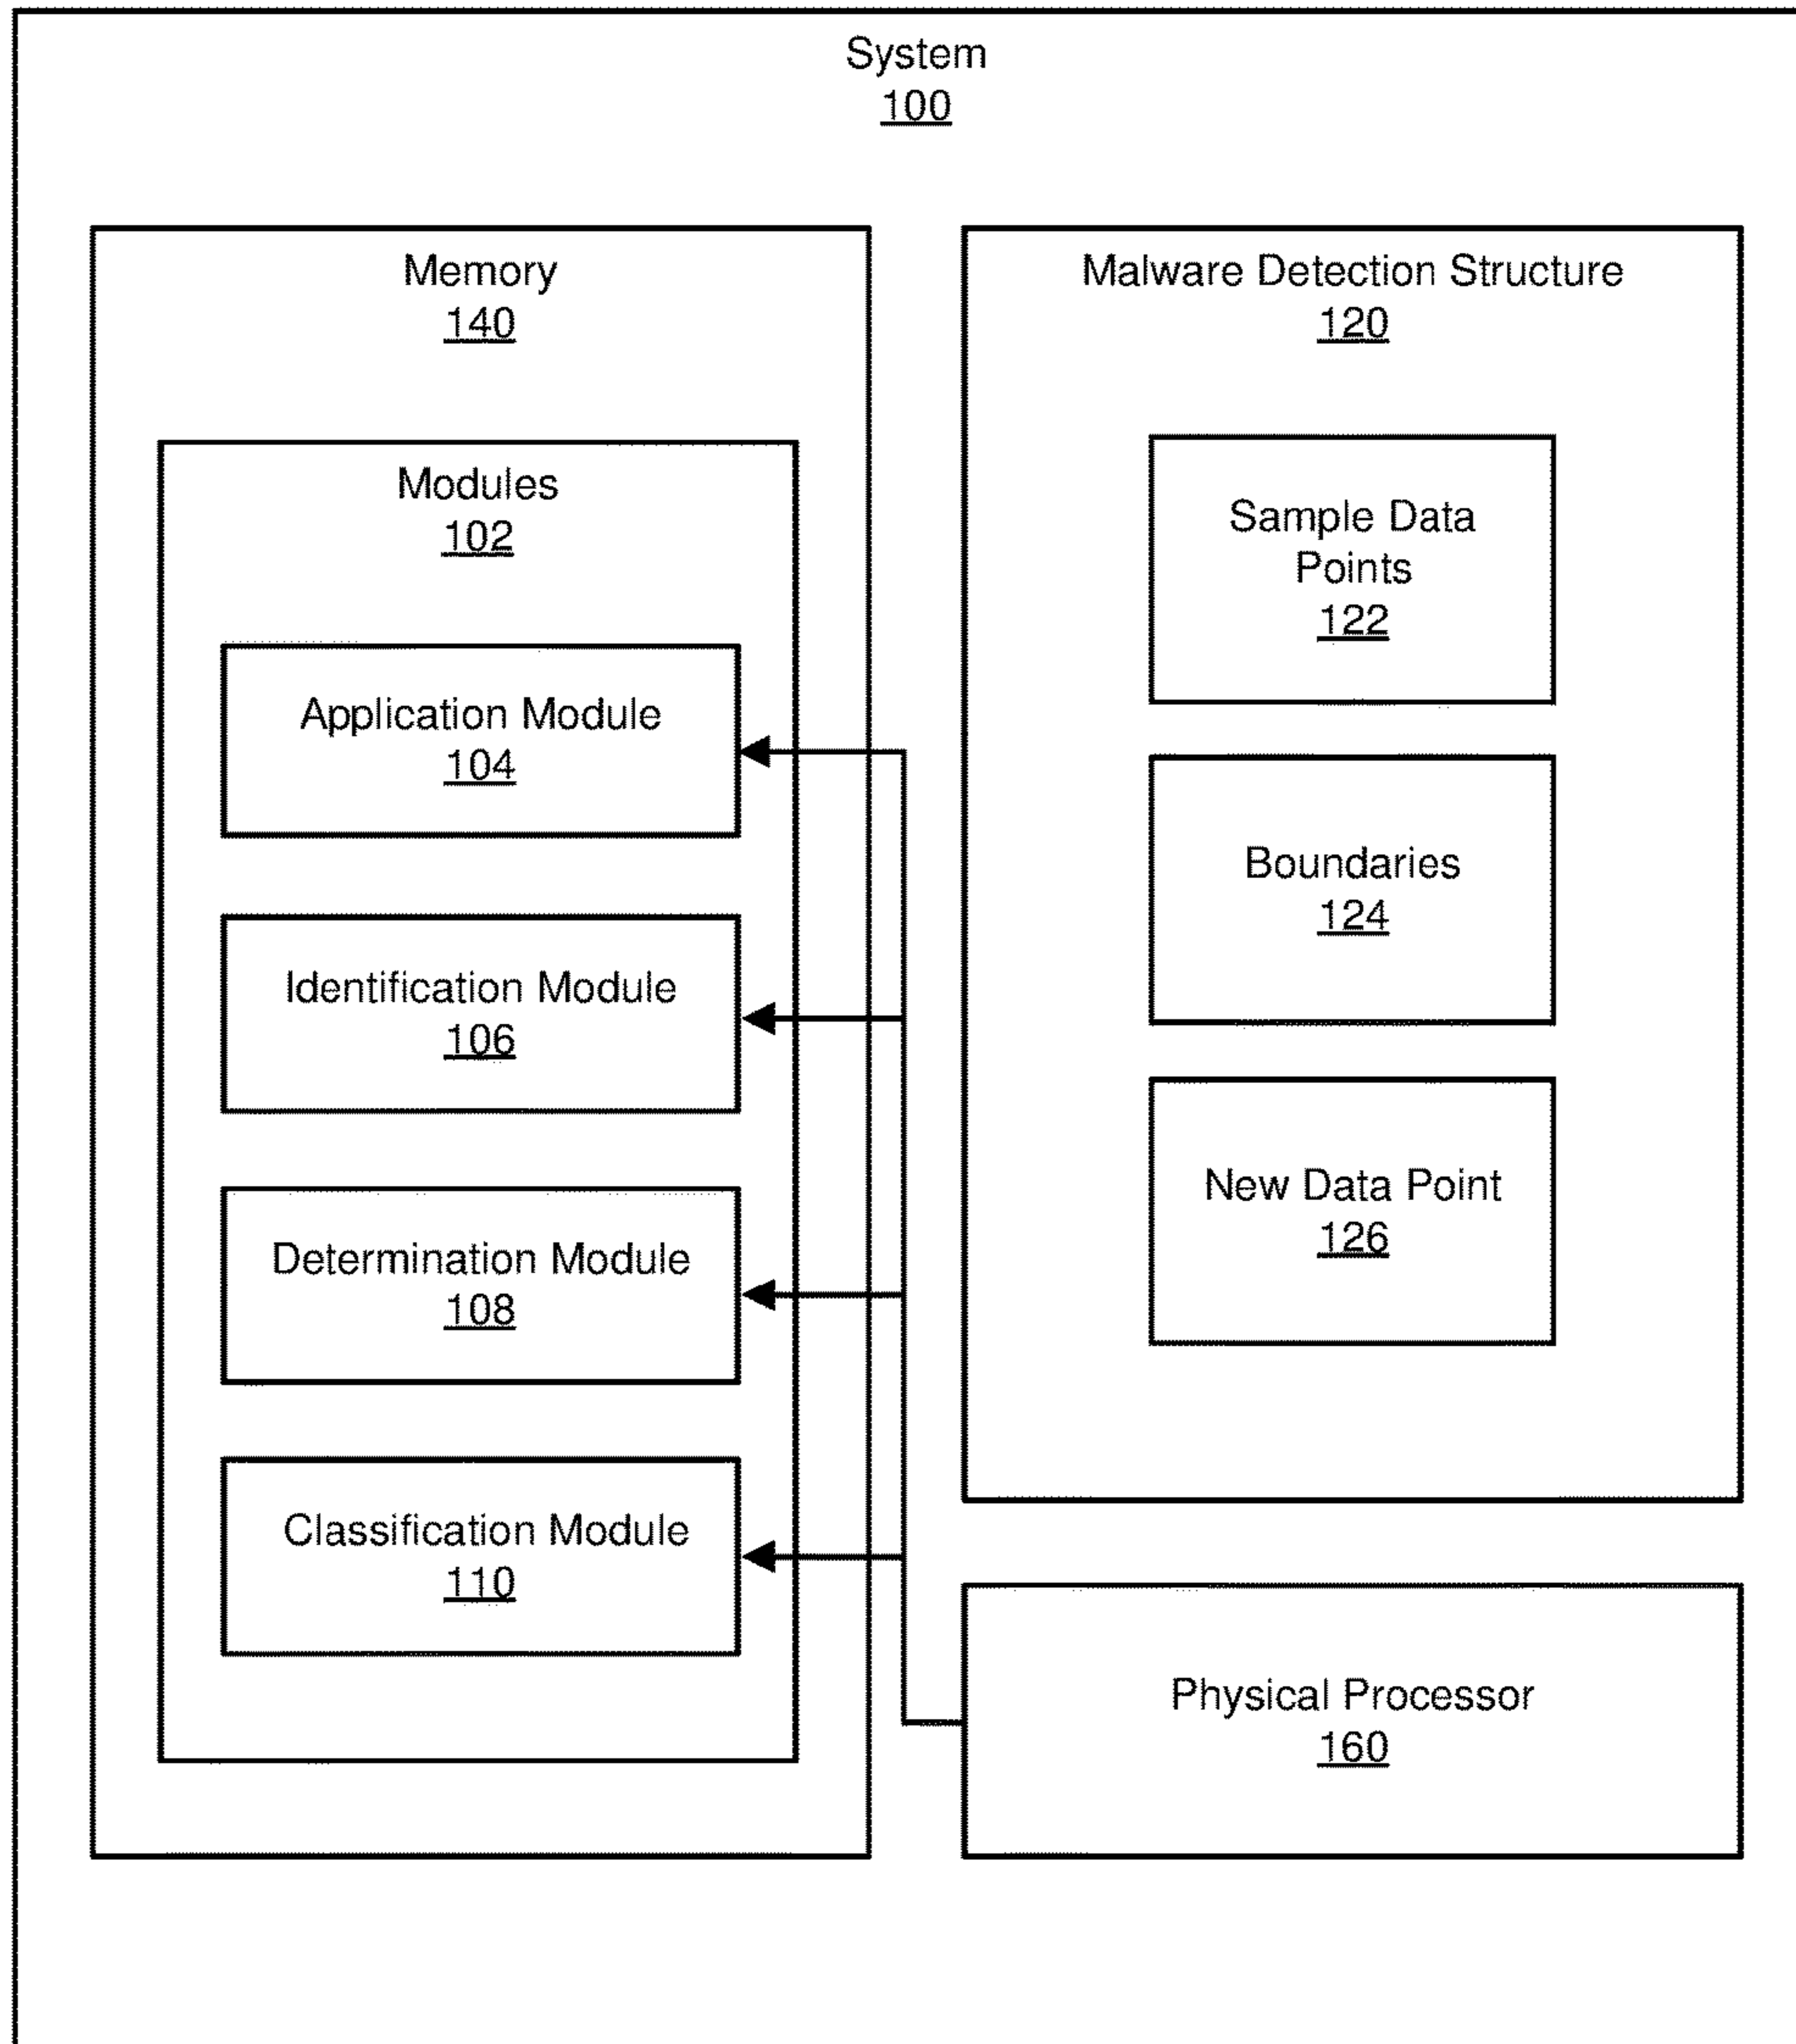 System
100
Memory
140
Modules
102
Application Module
104
Identification Module
106
Determination Module
108
Classification Module
110
Malware Detection Structure
120
Sample Data
Points
122
Boundaries
124
New Data Point
126
Physical Processor
160